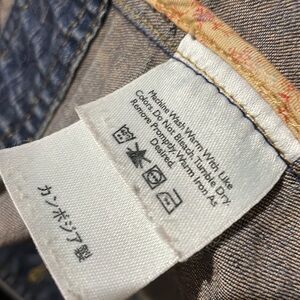 Machine Wash Warm With Like
Colors. Do Not Bleach. Tumble Dry
Remove Promptly. Warm Iron As
Desired.
カンボジア製